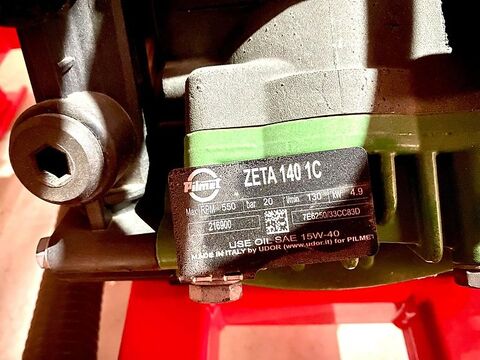 Pilmet
ZETA 140 1C
Max RPM 550 bar 20 l/min 130 kW 4.9
216900 7E6250/33CC83D
USE OIL: SAE 15W-40
MADE IN ITALY by UDOR (www.udor.it) for PILMET